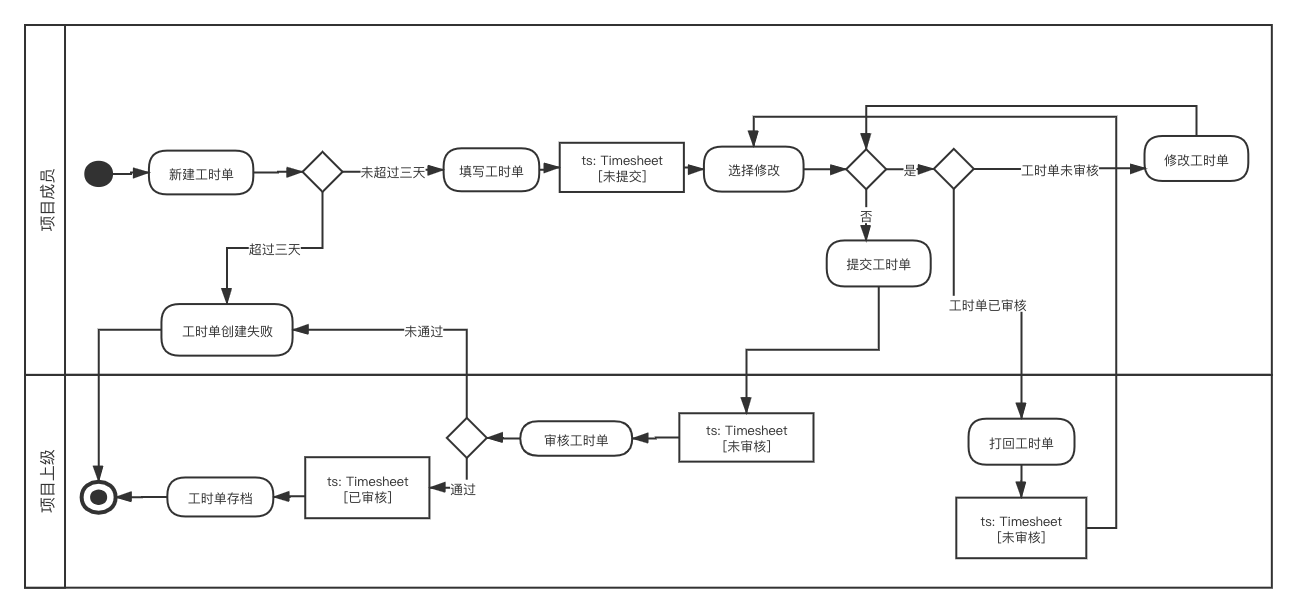 项目成员
新建工时单
未超过三天
填写工时单
ts: Timesheet
[未提交]
选择修改
是
工时单未审核
修改工时单
否
提交工时单
超过三天
工时单已审核
工时单创建失败
未通过
项目上级
ts: Timesheet
[未审核]
审核工时单
打回工时单
ts: Timesheet
[已审核]
通过
工时单存档
ts: Timesheet
[未审核]